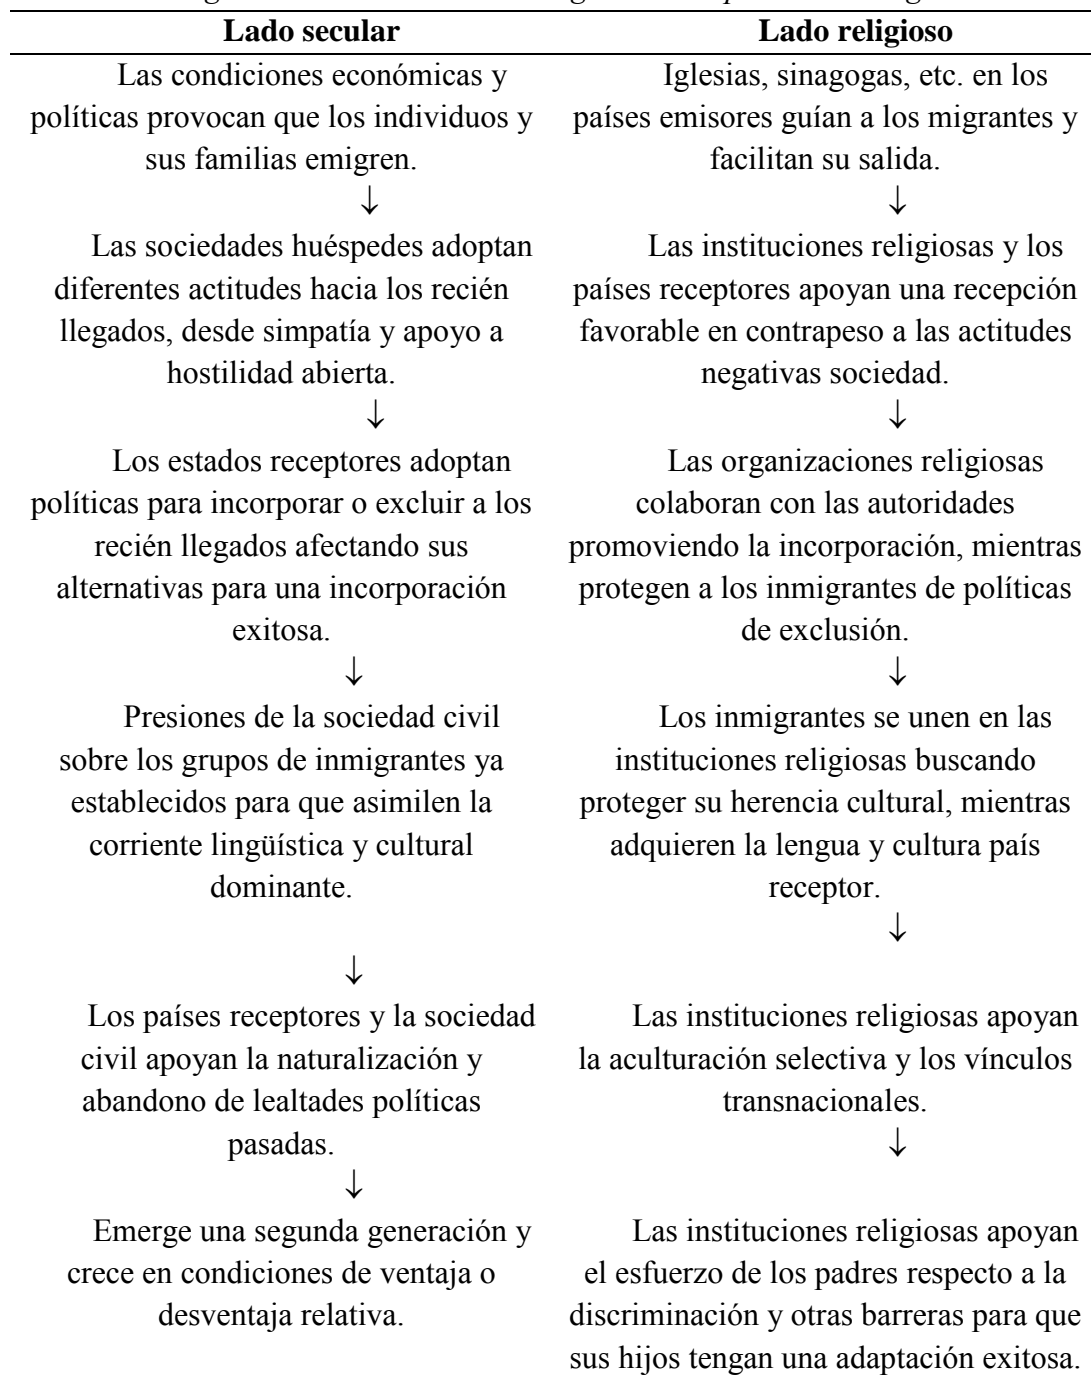 Lado secular
Lado religioso
Las condiciones económicas y
políticas provocan que los individuos y
sus familias emigren.
↓
Las sociedades huéspedes adoptan
diferentes actitudes hacia los recién
llegados, desde simpatía y apoyo a
hostilidad abierta.
↓
Los estados receptores adoptan
políticas para incorporar o excluir a los
recién llegados afectando sus
alternativas para una incorporación
exitosa.
↓
Presiones de la sociedad civil
sobre los grupos de inmigrantes ya
establecidos para que asimilen la
corriente lingüística y cultural
dominante.
↓
Los países receptores y la sociedad
civil apoyan la naturalización y
abandono de lealtades políticas
pasadas.
↓
Emerge una segunda generación y
crece en condiciones de ventaja o
desventaja relativa.
Iglesias, sinagogas, etc. en los
países emisores guían a los migrantes y
facilitan su salida.
↓
Las instituciones religiosas y los
países receptores apoyan una recepción
favorable en contrapeso a las actitudes
negativas sociedad.
↓
Las organizaciones religiosas
colaboran con las autoridades
promoviendo la incorporación, mientras
protegen a los inmigrantes de políticas
de exclusión.
↓
Los inmigrantes se unen en las
instituciones religiosas buscando
proteger su herencia cultural, mientras
adquieren la lengua y cultura país
receptor.
↓
Las instituciones religiosas apoyan
la aculturación selectiva y los vínculos
transnacionales.
↓
Las instituciones religiosas apoyan
el esfuerzo de los padres respecto a la
discriminación y otras barreras para que
sus hijos tengan una adaptación exitosa.